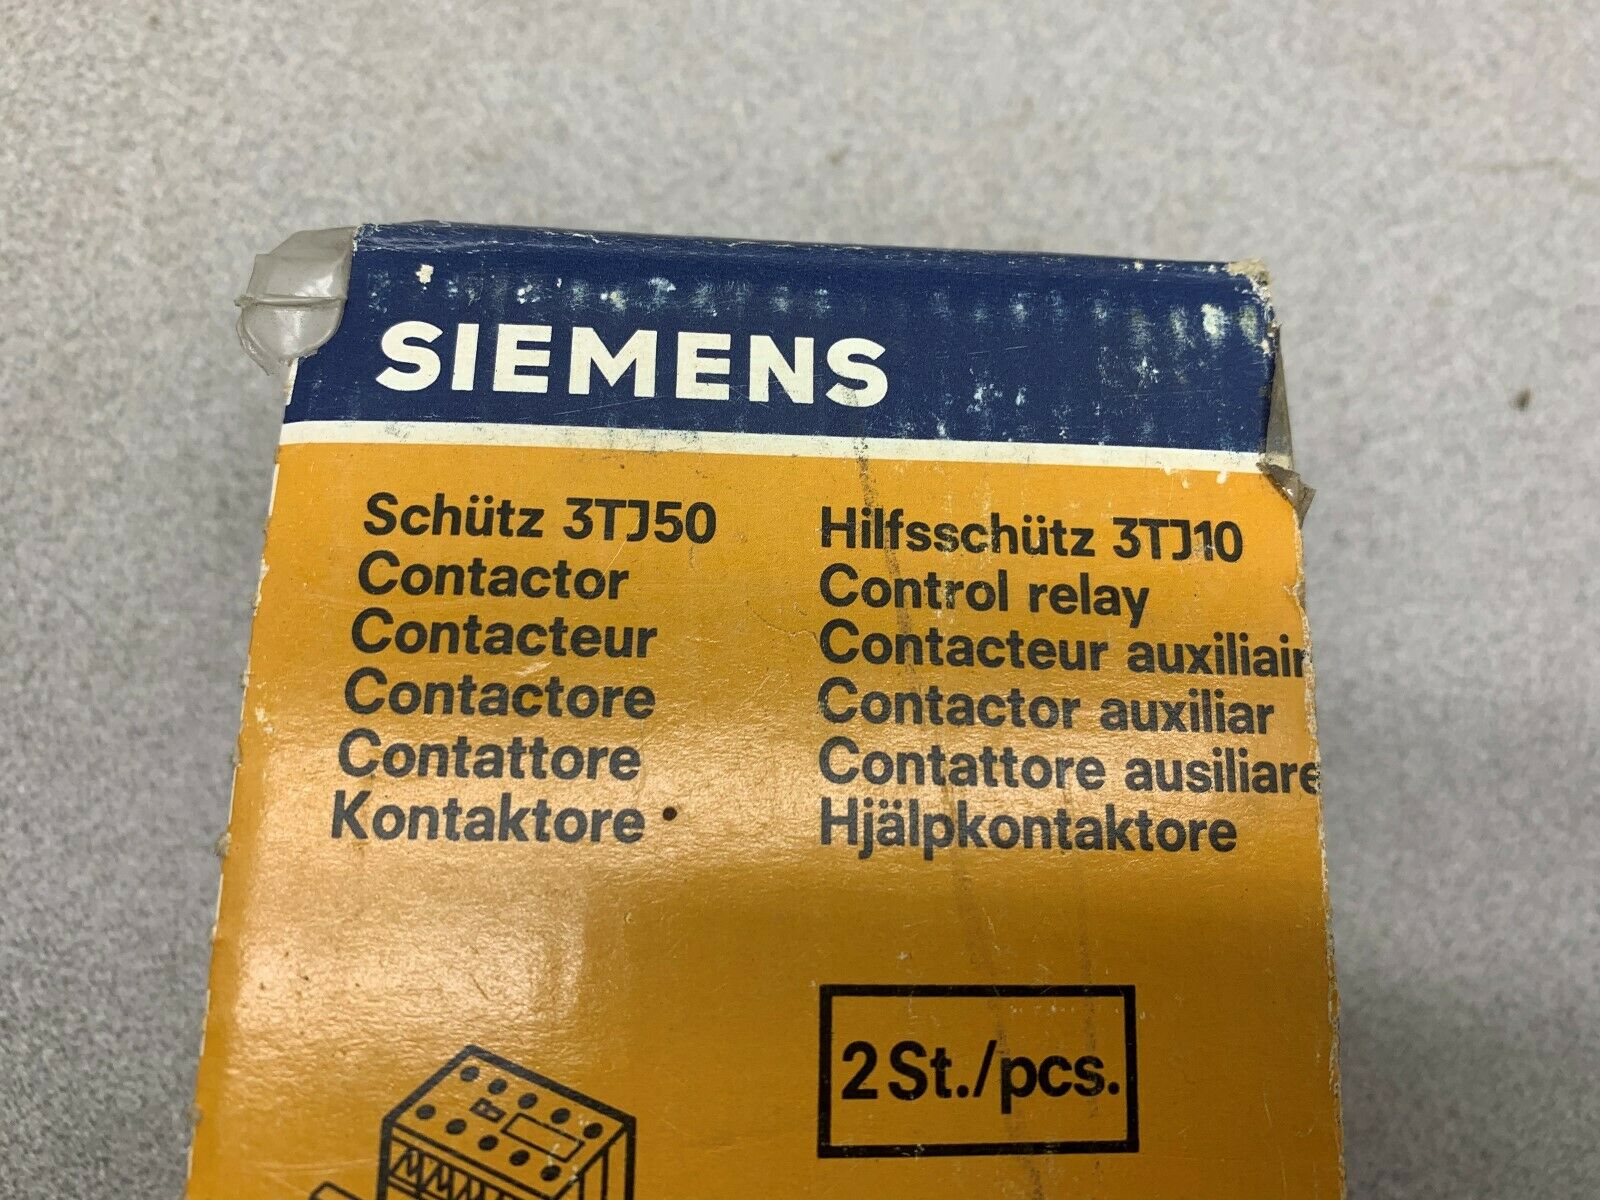 SIEMENS
Schütz 3TJ50
Contactor
Contacteur
Contactore
Contattore
Kontaktore
Hilfsschütz 3TJ10
Control relay
Contacteur auxiliair
Contactor auxiliar
Contattore ausiliare
Hjälpkontaktore
2 St./pcs.